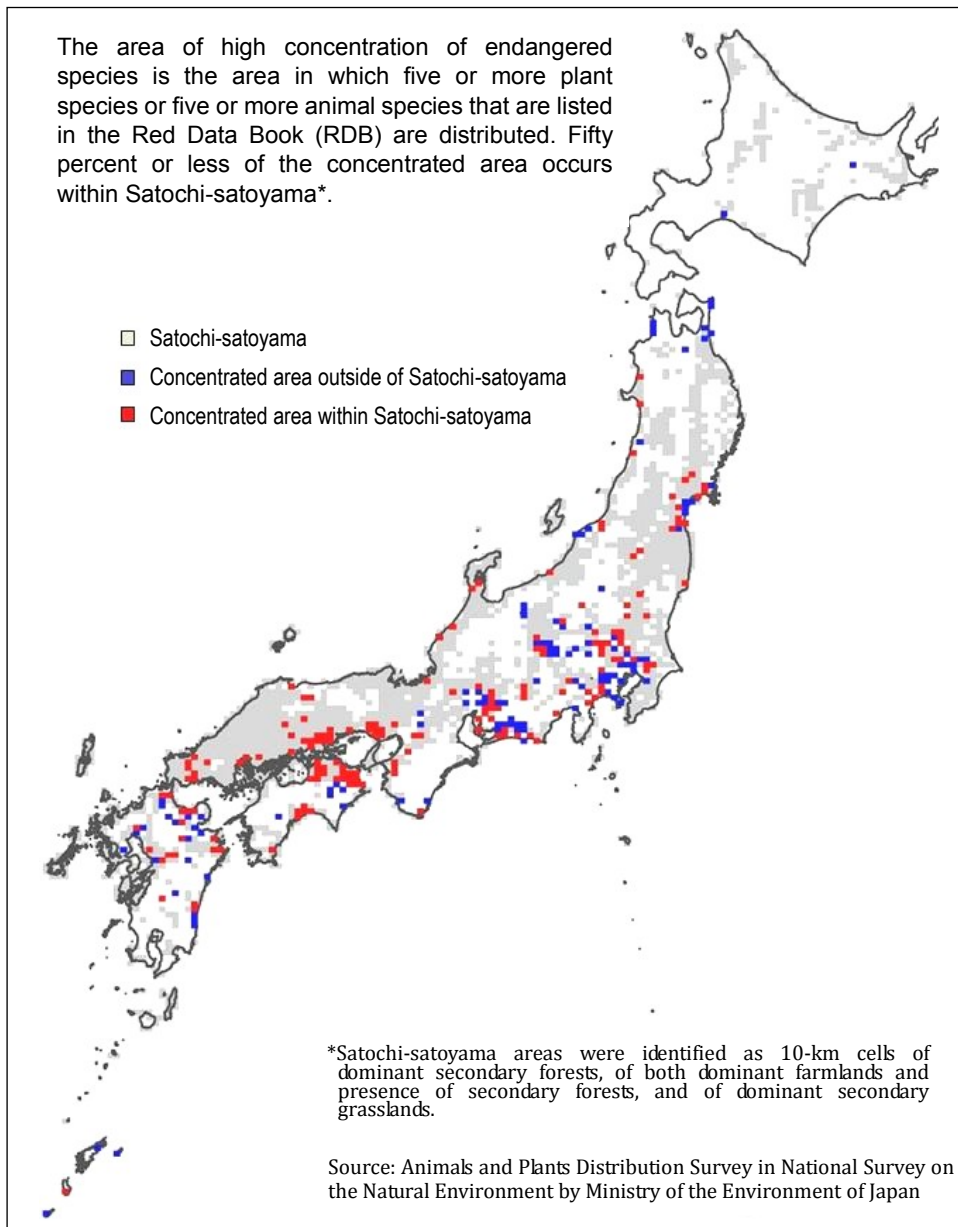 The area of high concentration of endangered
species is the area in which five or more plant
species or five or more animal species that are listed
in the Red Data Book (RDB) are distributed. Fifty
percent or less of the concentrated area occurs
within Satochi-satoyama*.
Satochi-satoyama
Concentrated area outside of Satochi-satoyama
Concentrated area within Satochi-satoyama
*Satochi-satoyama areas were identified as 10-km cells of
dominant secondary forests, of both dominant farmlands and
presence of secondary forests, and of dominant secondary
grasslands.
Source: Animals and Plants Distribution Survey in National Survey on
the Natural Environment by Ministry of the Environment of Japan